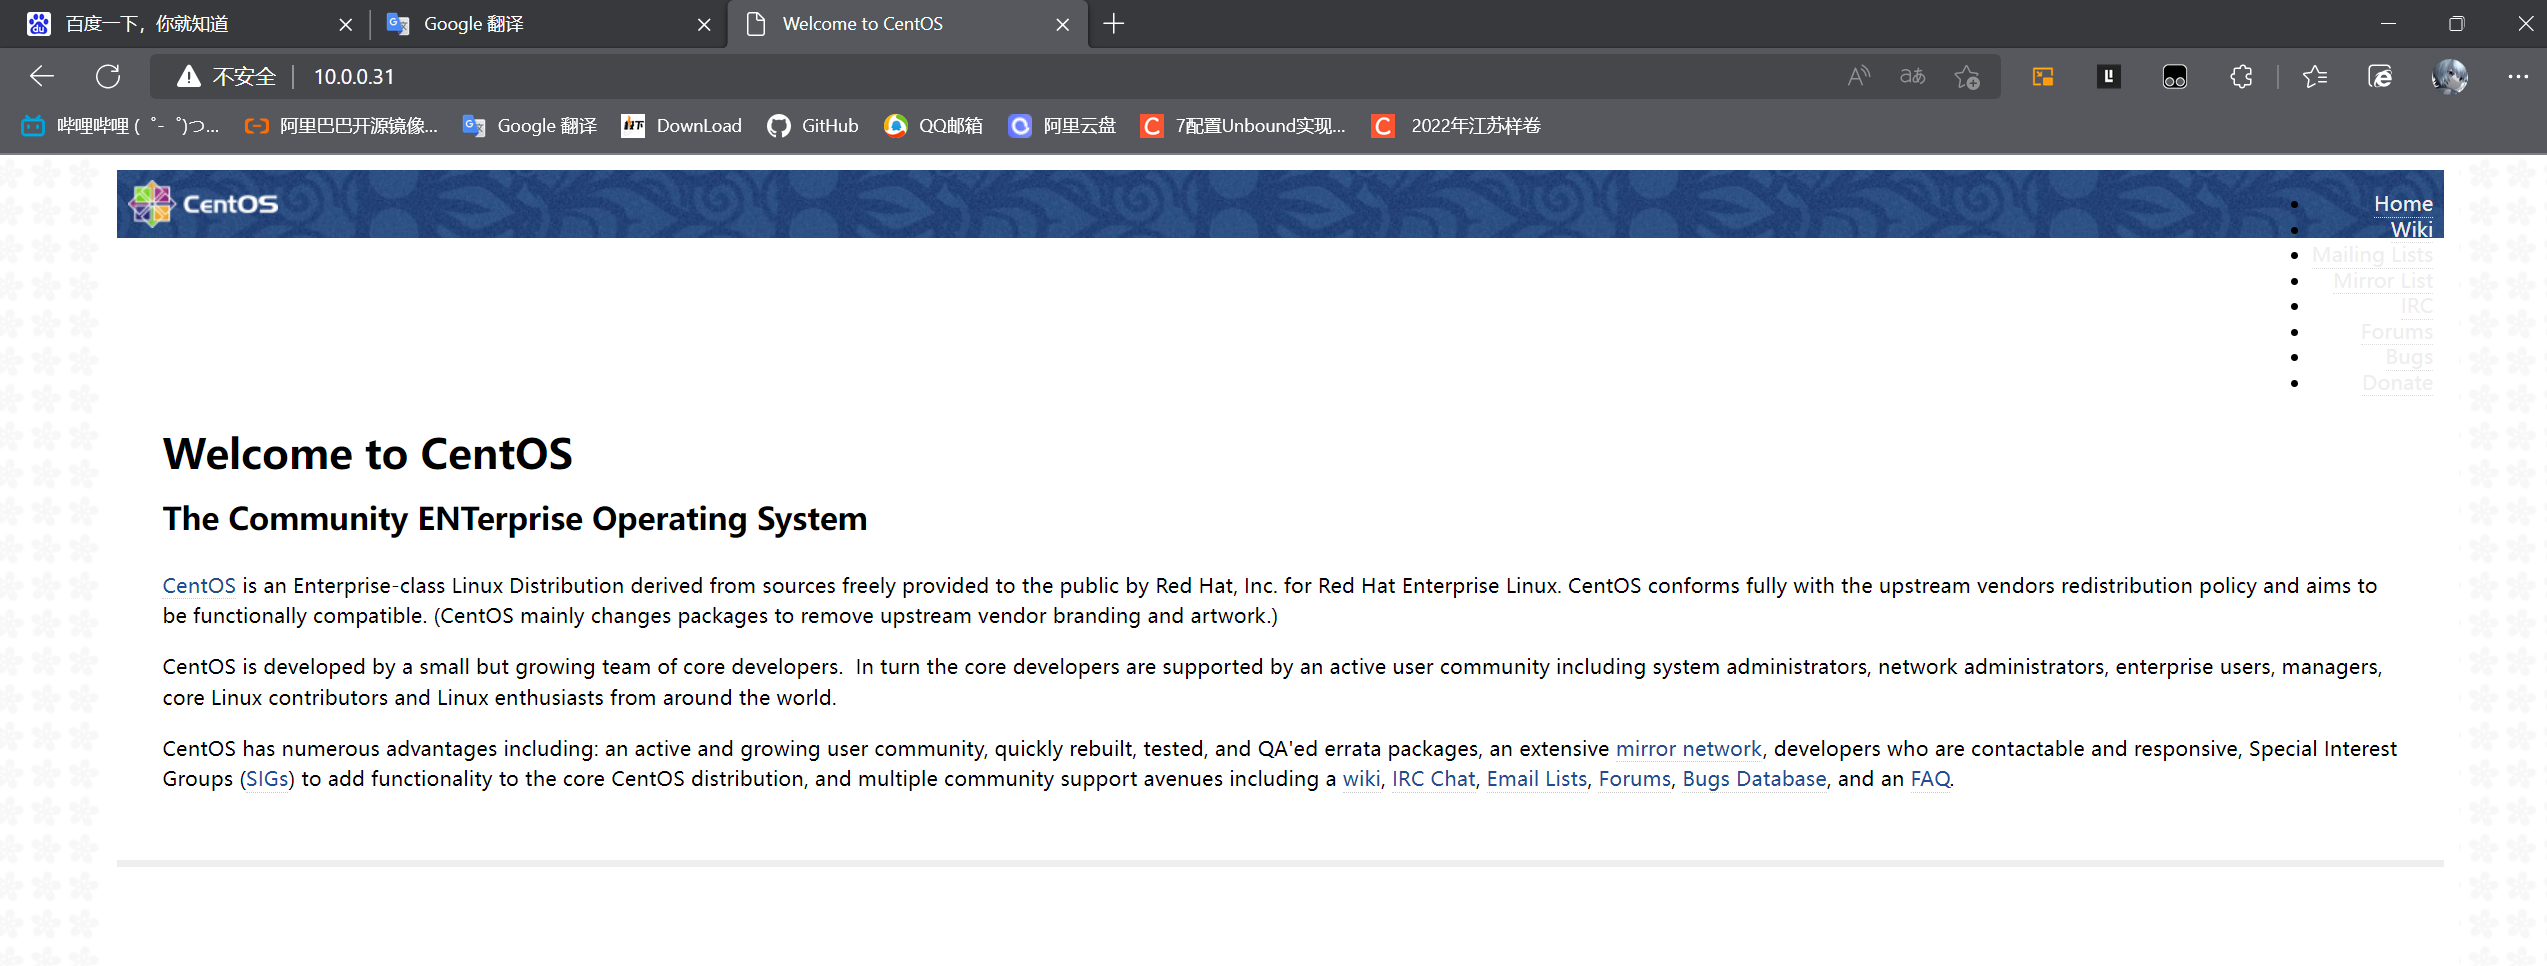 百度一下，你就知道
Google 翻译
Welcome to CentOS
不安全
10.0.0.31
哔哩哔哩 (゜-゜)つ...
阿里巴巴开源镜像...
Google 翻译
DownLoad
GitHub
QQ邮箱
阿里云盘
7配置Unbound实现...
2022年江苏样卷
CentOS
Home
Wiki
Mailing Lists
Mirror List
IRC
Forums
Bugs
Donate
Welcome to CentOS
The Community ENTerprise Operating System
CentOS is an Enterprise-class Linux Distribution derived from sources freely provided to the public by Red Hat, Inc. for Red Hat Enterprise Linux. CentOS conforms fully with the upstream vendors redistribution policy and aims to
be functionally compatible. (CentOS mainly changes packages to remove upstream vendor branding and artwork.)
CentOS is developed by a small but growing team of core developers.  In turn the core developers are supported by an active user community including system administrators, network administrators, enterprise users, managers,
core Linux contributors and Linux enthusiasts from around the world.
CentOS has numerous advantages including: an active and growing user community, quickly rebuilt, tested, and QA'ed errata packages, an extensive mirror network, developers who are contactable and responsive, Special Interest
Groups (SIGs) to add functionality to the core CentOS distribution, and multiple community support avenues including a wiki, IRC Chat, Email Lists, Forums, Bugs Database, and an FAQ.